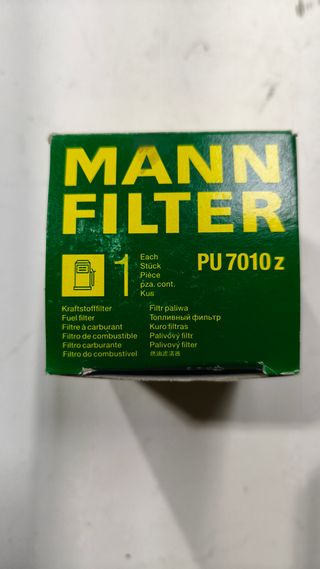 MANN
FILTER
1
Each
Stück
Pièce
pza. cont.
Kus
PU 7010 z
Kraftstofffilter
Fuel filter
Filtre à carburant
Filtro de combustible
Filtro carburante
Filtro do combustível
Filtr paliwa
Топливный фильтр
Kuro filtras
Palivový filtr
Palivový filter
燃油滤清器